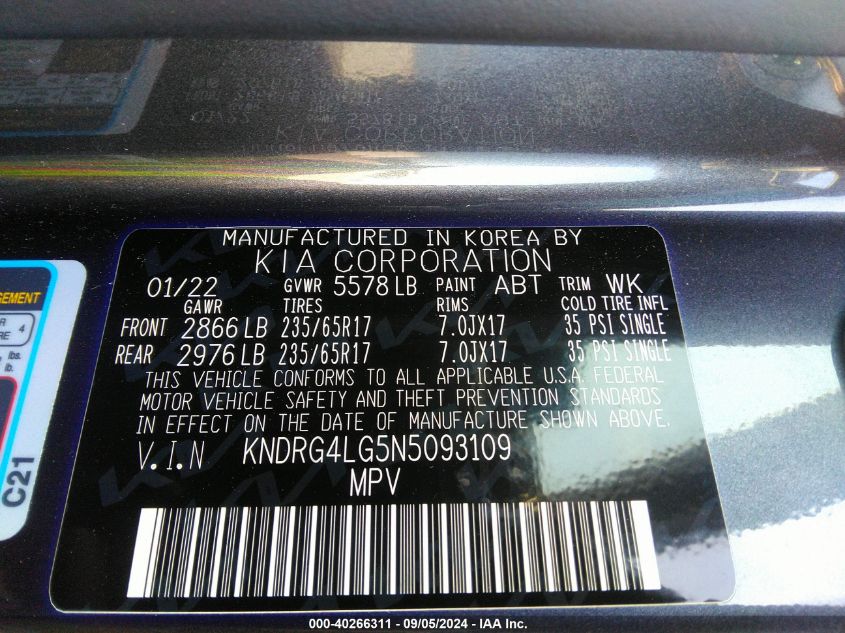 MANUFACTURED IN KOREA BY
KIA CORPORATION
01/22 GVWR 5578 LB PAINT ABT TRIM WK
GAWR TIRES RIMS COLD TIRE INFL
FRONT 2866 LB 235/65R17 7.0JX17 35 PSI SINGLE
REAR 2976 LB 235/65R17 7.0JX17 35 PSI SINGLE
THIS VEHICLE CONFORMS TO ALL APPLICABLE U.S.A. FEDERAL
MOTOR VEHICLE SAFETY AND THEFT PREVENTION STANDARDS
IN EFFECT ON THE DATE OF MANUFACTURE SHOWN ABOVE.
V.I.N KNDRG4LG5N5093109
MPV
4
lbs.
lb.
C21
000-40266311 - 09/05/2024 - IAA Inc.